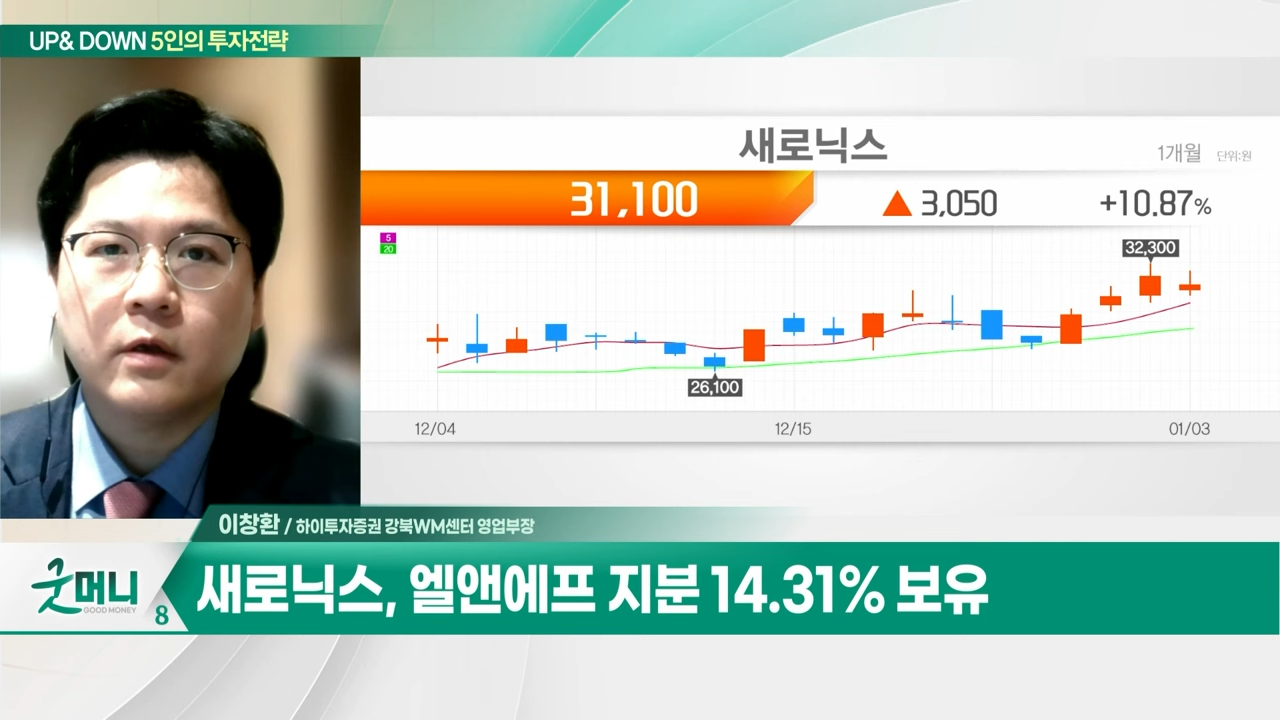 UP& DOWN 5인의 투자전략
새로닉스
1개월 단위:원
31,100 ▲ 3,050 +10.87%
5
20
32,300
26,100
12/04 12/15 01/03
이창환 / 하이투자증권 강북WM센터 영업부장
굿머니
GOOD MONEY
8
새로닉스, 엘앤에프 지분 14.31% 보유